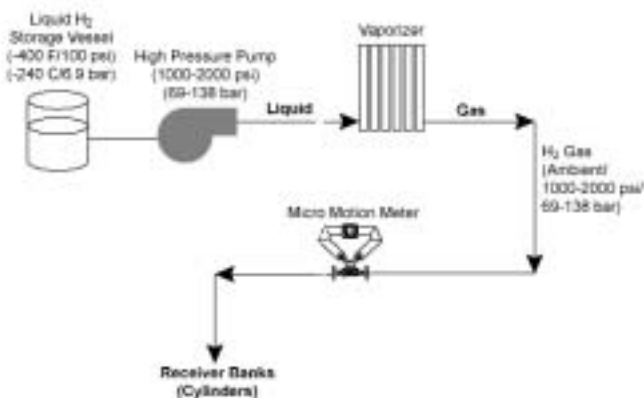 Liquid H₂
Storage Vessel
(-400 F/100 psi)
(-240 C/6.9 bar)
High Pressure Pump
(1000-2000 psi)
(69-138 bar)
Liquid
Vaporizer
Gas
H₂ Gas
(Ambient/
1000-2000 psi/
69-138 bar)
Micro Motion Meter
Receiver Banks
(Cylinders)